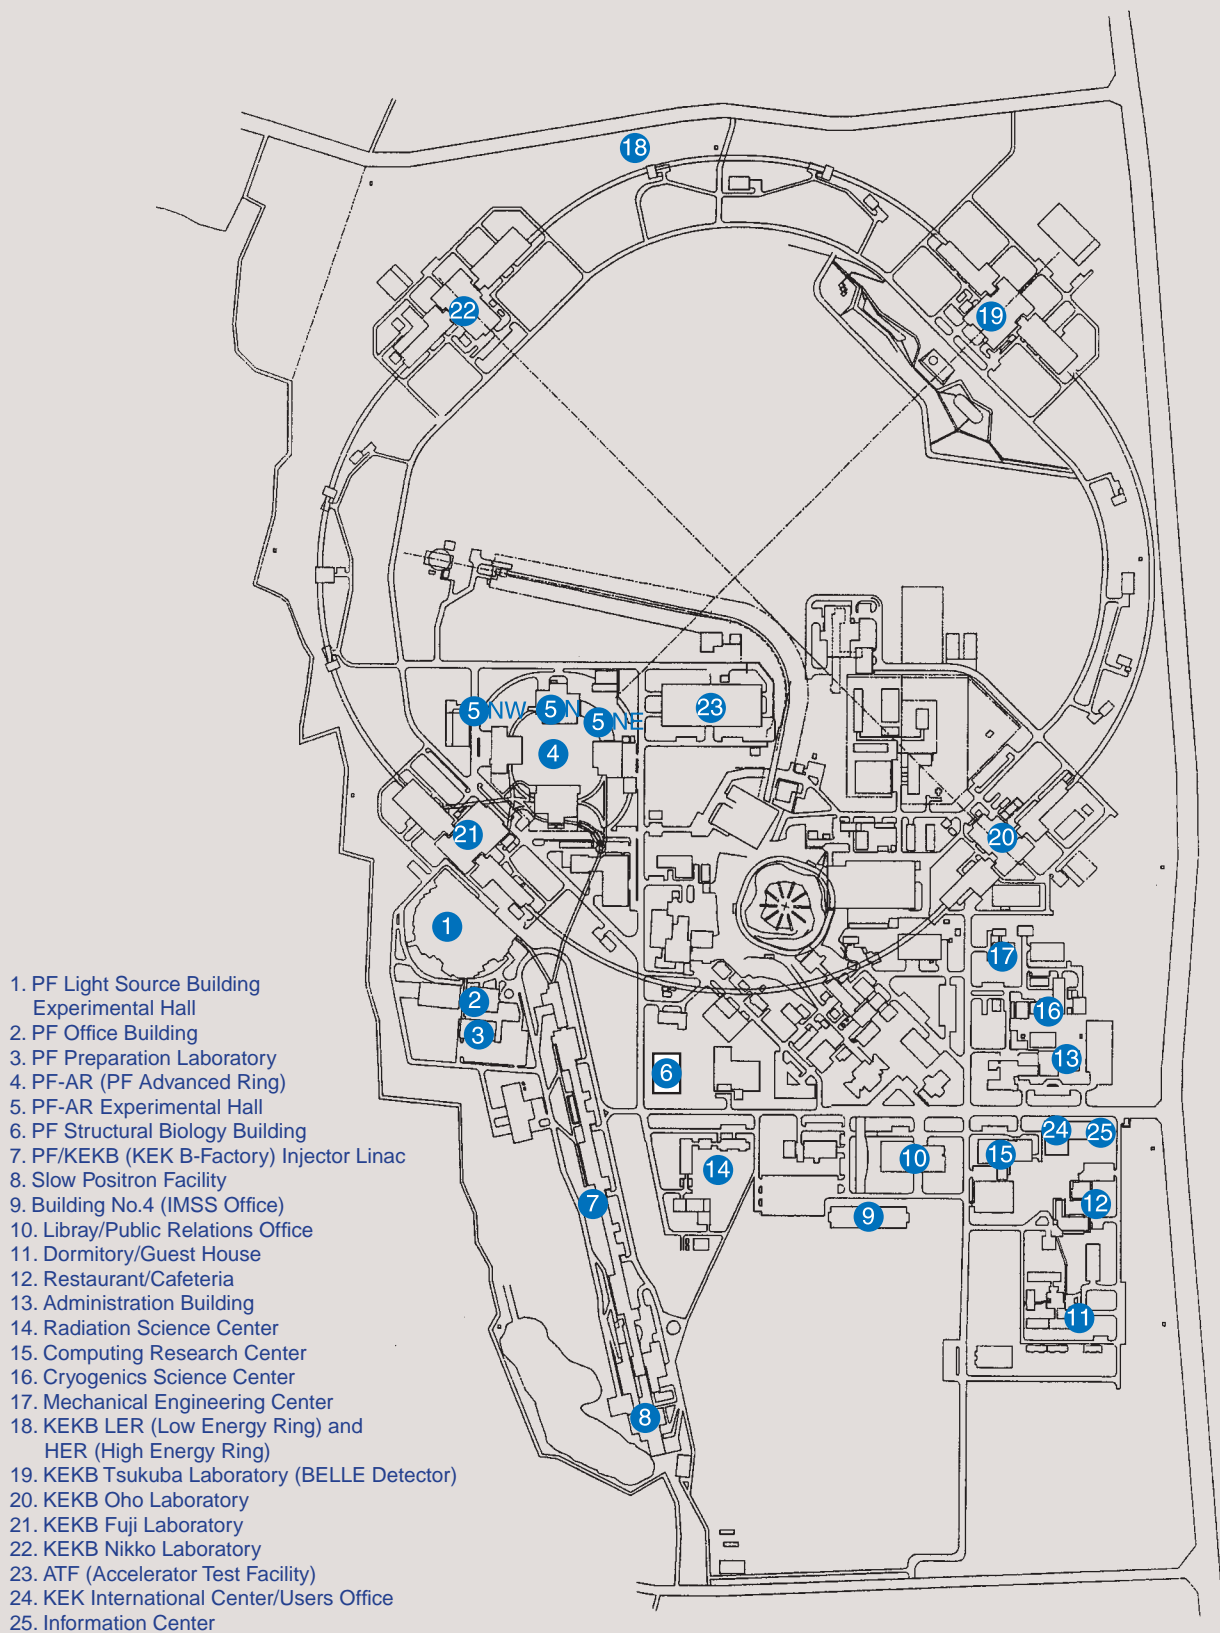 18
22
19
5 NW
5 N
5 NE
23
4
21
20
1
17
2
16
3
13
6
24
25
15
10
14
7
12
9
11
8
1. PF Light Source Building
Experimental Hall
2. PF Office Building
3. PF Preparation Laboratory
4. PF-AR (PF Advanced Ring)
5. PF-AR Experimental Hall
6. PF Structural Biology Building
7. PF/KEKB (KEK B-Factory) Injector Linac
8. Slow Positron Facility
9. Building No.4 (IMSS Office)
10. Libray/Public Relations Office
11. Dormitory/Guest House
12. Restaurant/Cafeteria
13. Administration Building
14. Radiation Science Center
15. Computing Research Center
16. Cryogenics Science Center
17. Mechanical Engineering Center
18. KEKB LER (Low Energy Ring) and
HER (High Energy Ring)
19. KEKB Tsukuba Laboratory (BELLE Detector)
20. KEKB Oho Laboratory
21. KEKB Fuji Laboratory
22. KEKB Nikko Laboratory
23. ATF (Accelerator Test Facility)
24. KEK International Center/Users Office
25. Information Center